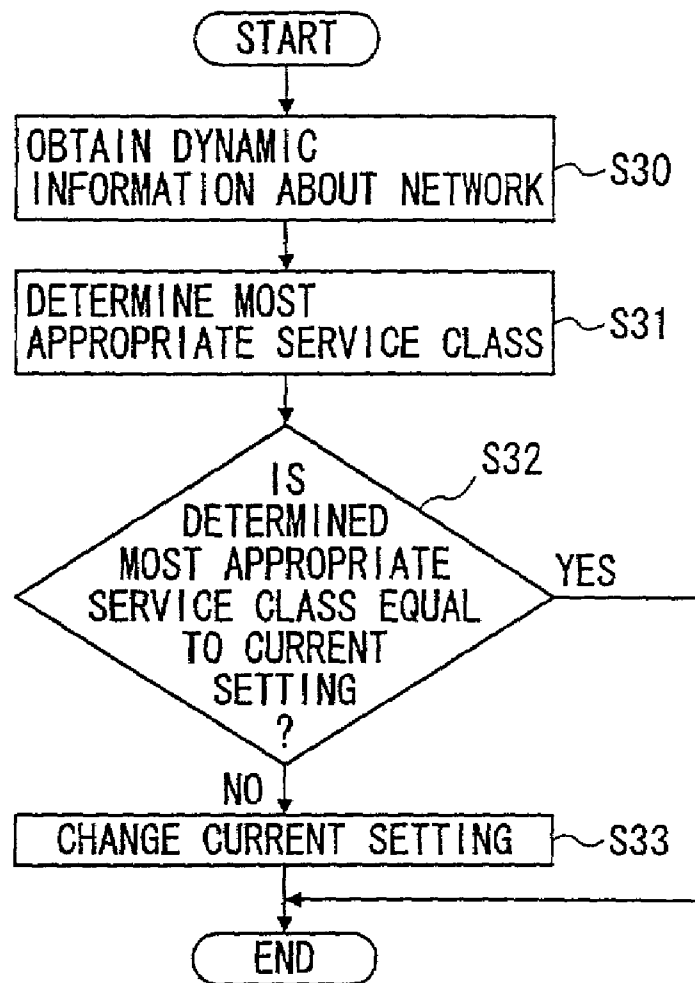 START
OBTAIN DYNAMIC
INFORMATION ABOUT NETWORK
S30
DETERMINE MOST
APPROPRIATE SERVICE CLASS
S31
S32
IS
DETERMINED
MOST APPROPRIATE
SERVICE CLASS EQUAL
TO CURRENT
SETTING
?
YES
NO
CHANGE CURRENT SETTING
S33
END